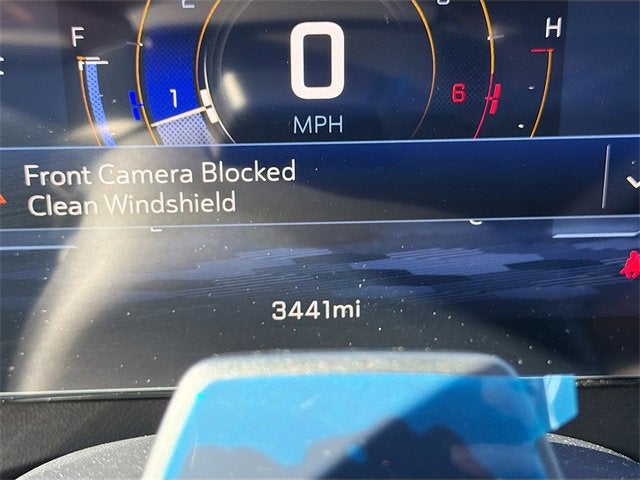 F
H
0
1
6
MPH
Front Camera Blocked
Clean Windshield
3441mi